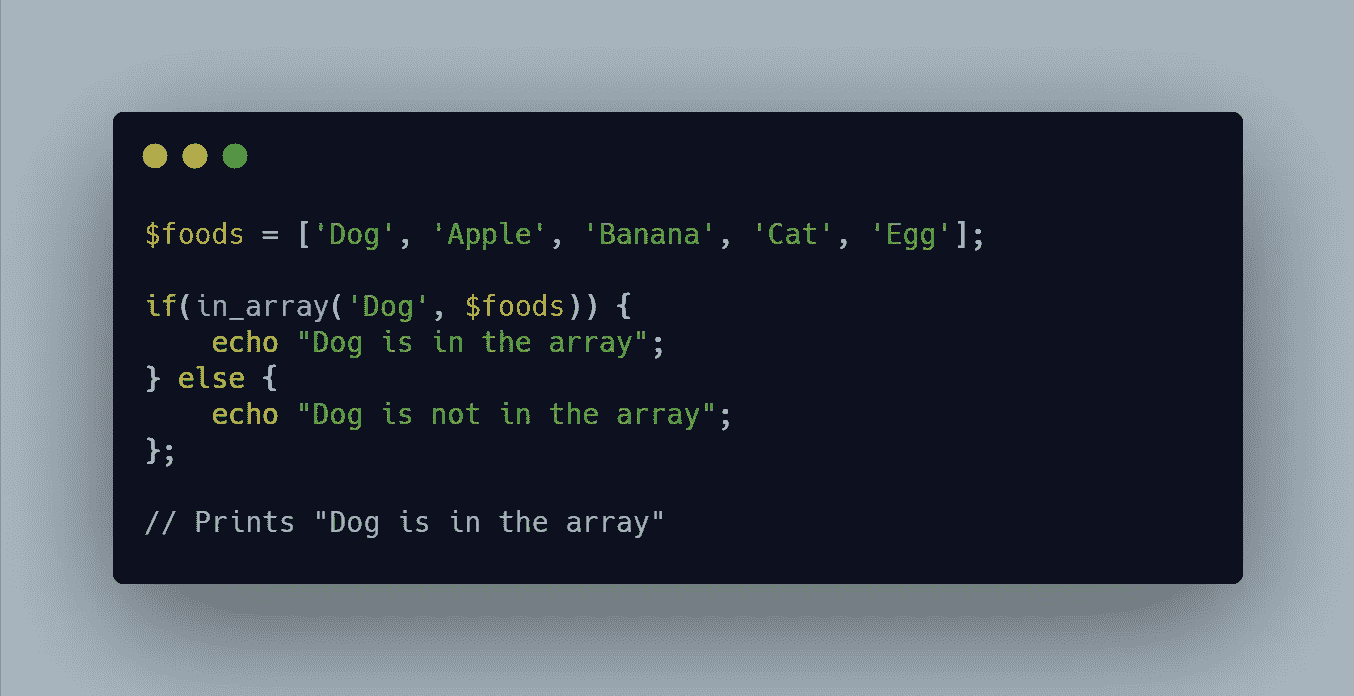 $foods = ['Dog', 'Apple', 'Banana', 'Cat', 'Egg'];
if(in_array('Dog', $foods)) {
    echo "Dog is in the array";
} else {
    echo "Dog is not in the array";
};
// Prints "Dog is in the array"